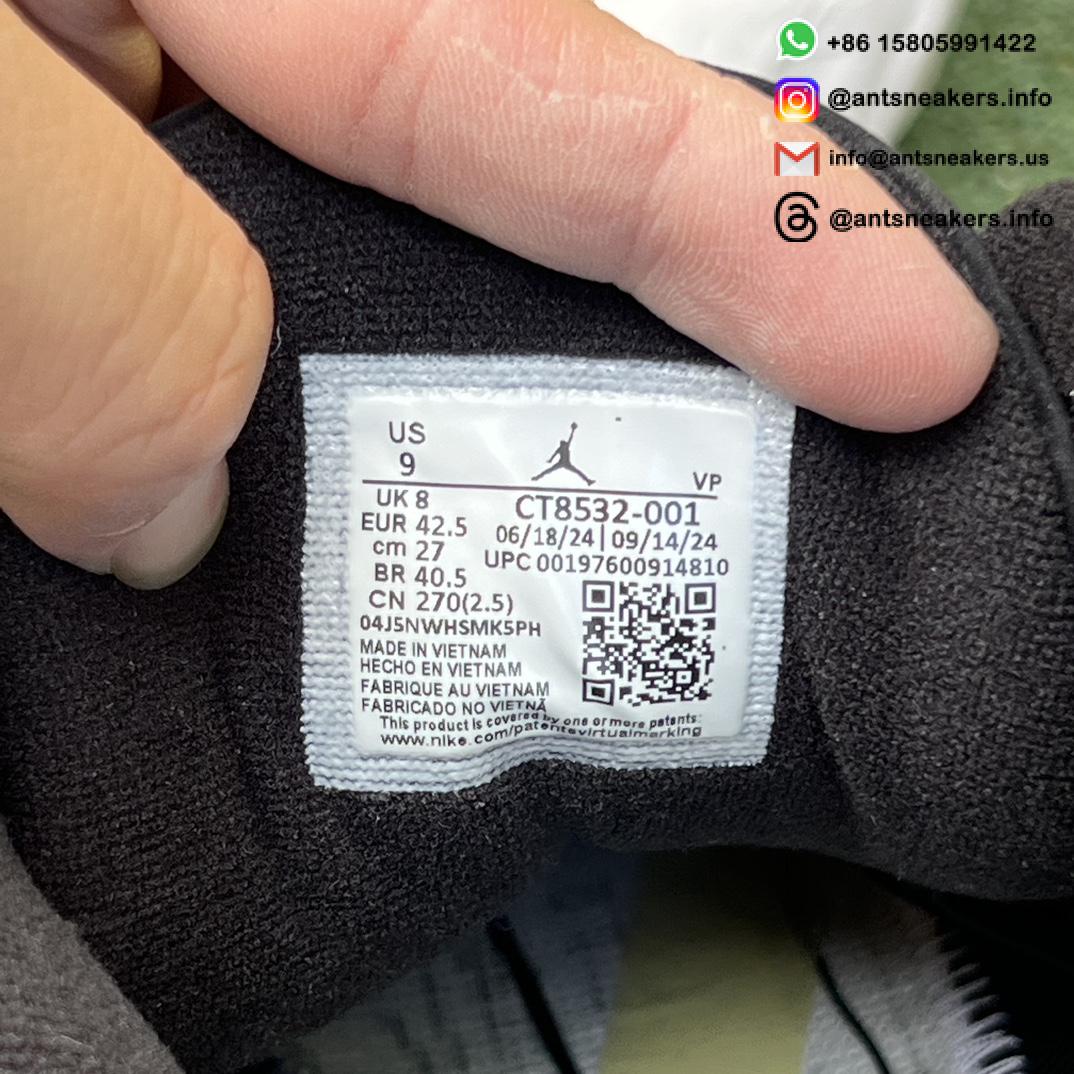 +86 15805991422
@antsneakers.info
info@antsneakers.us
@antsneakers.info
US
9
VP
UK 8
EUR 42.5
cm 27
BR 40.5
CN 270(2.5)
CT8532-001
06/18/24|09/14/24
UPC 00197600914810
04J5NWHSMK5PH
MADE IN VIETNAM
HECHO EN VIETNAM
FABRIQUE AU VIETNAM
FABRICADO NO VIETNÃ
This product is covered by one or more patents:
www.nike.com/patentsvirtualmarking